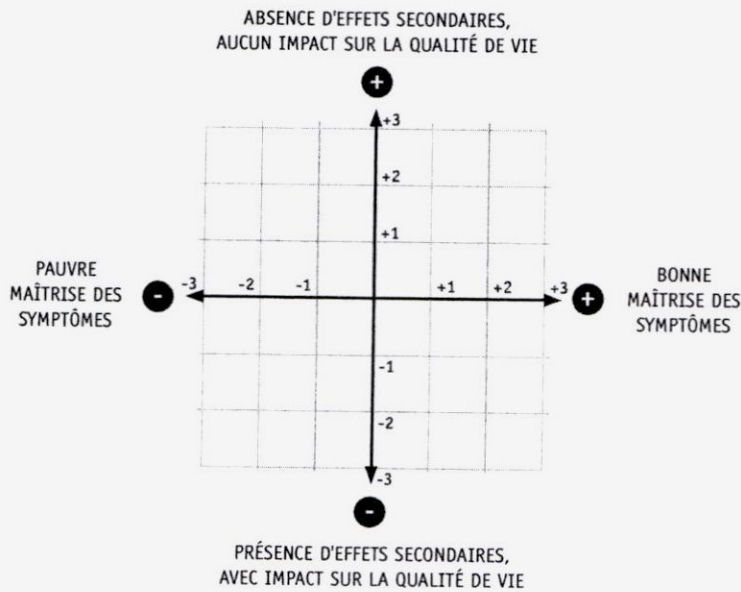 ABSENCE D'EFFETS SECONDAIRES,
AUCUN IMPACT SUR LA QUALITÉ DE VIE
+
+3
+2
+1
PAUVRE
MAÎTRISE DES
SYMPTÔMES
-
-3 -2 -1 +1 +2 +3
+
BONNE
MAÎTRISE DES
SYMPTÔMES
-1
-2
-3
-
PRÉSENCE D'EFFETS SECONDAIRES,
AVEC IMPACT SUR LA QUALITÉ DE VIE